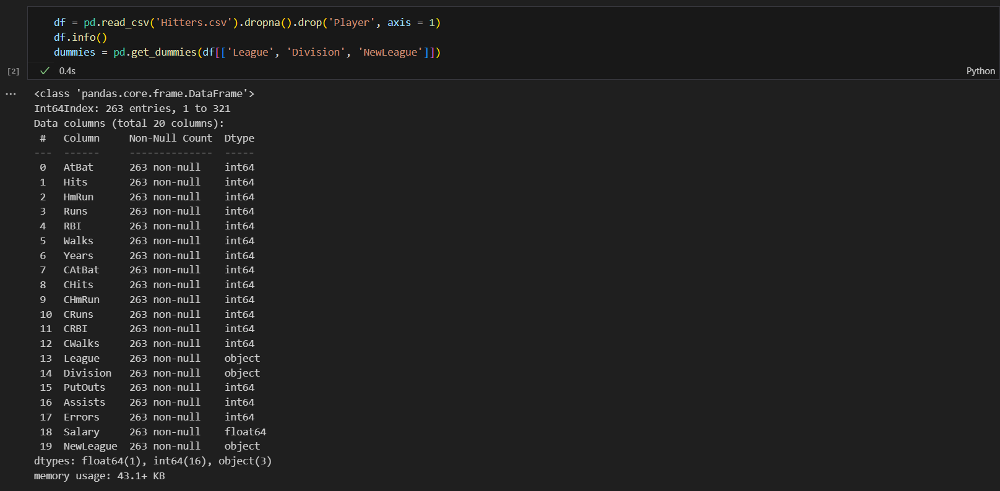 df = pd.read_csv('Hitters.csv').dropna().drop('Player', axis = 1)
df.info()
dummies = pd.get_dummies(df[['League', 'Division', 'NewLeague']])
[2]
0.4s
Python
...
<class 'pandas.core.frame.DataFrame'>
Int64Index: 263 entries, 1 to 321
Data columns (total 20 columns):
 #   Column     Non-Null Count  Dtype
---  ------     --------------  -----
 0   AtBat      263 non-null    int64
 1   Hits       263 non-null    int64
 2   HmRun      263 non-null    int64
 3   Runs       263 non-null    int64
 4   RBI        263 non-null    int64
 5   Walks      263 non-null    int64
 6   Years      263 non-null    int64
 7   CAtBat     263 non-null    int64
 8   CHits      263 non-null    int64
 9   CHmRun     263 non-null    int64
 10  CRuns      263 non-null    int64
 11  CRBI       263 non-null    int64
 12  CWalks     263 non-null    int64
 13  League     263 non-null    object
 14  Division   263 non-null    object
 15  PutOuts    263 non-null    int64
 16  Assists    263 non-null    int64
 17  Errors     263 non-null    int64
 18  Salary     263 non-null    float64
 19  NewLeague  263 non-null    object
dtypes: float64(1), int64(16), object(3)
memory usage: 43.1+ KB